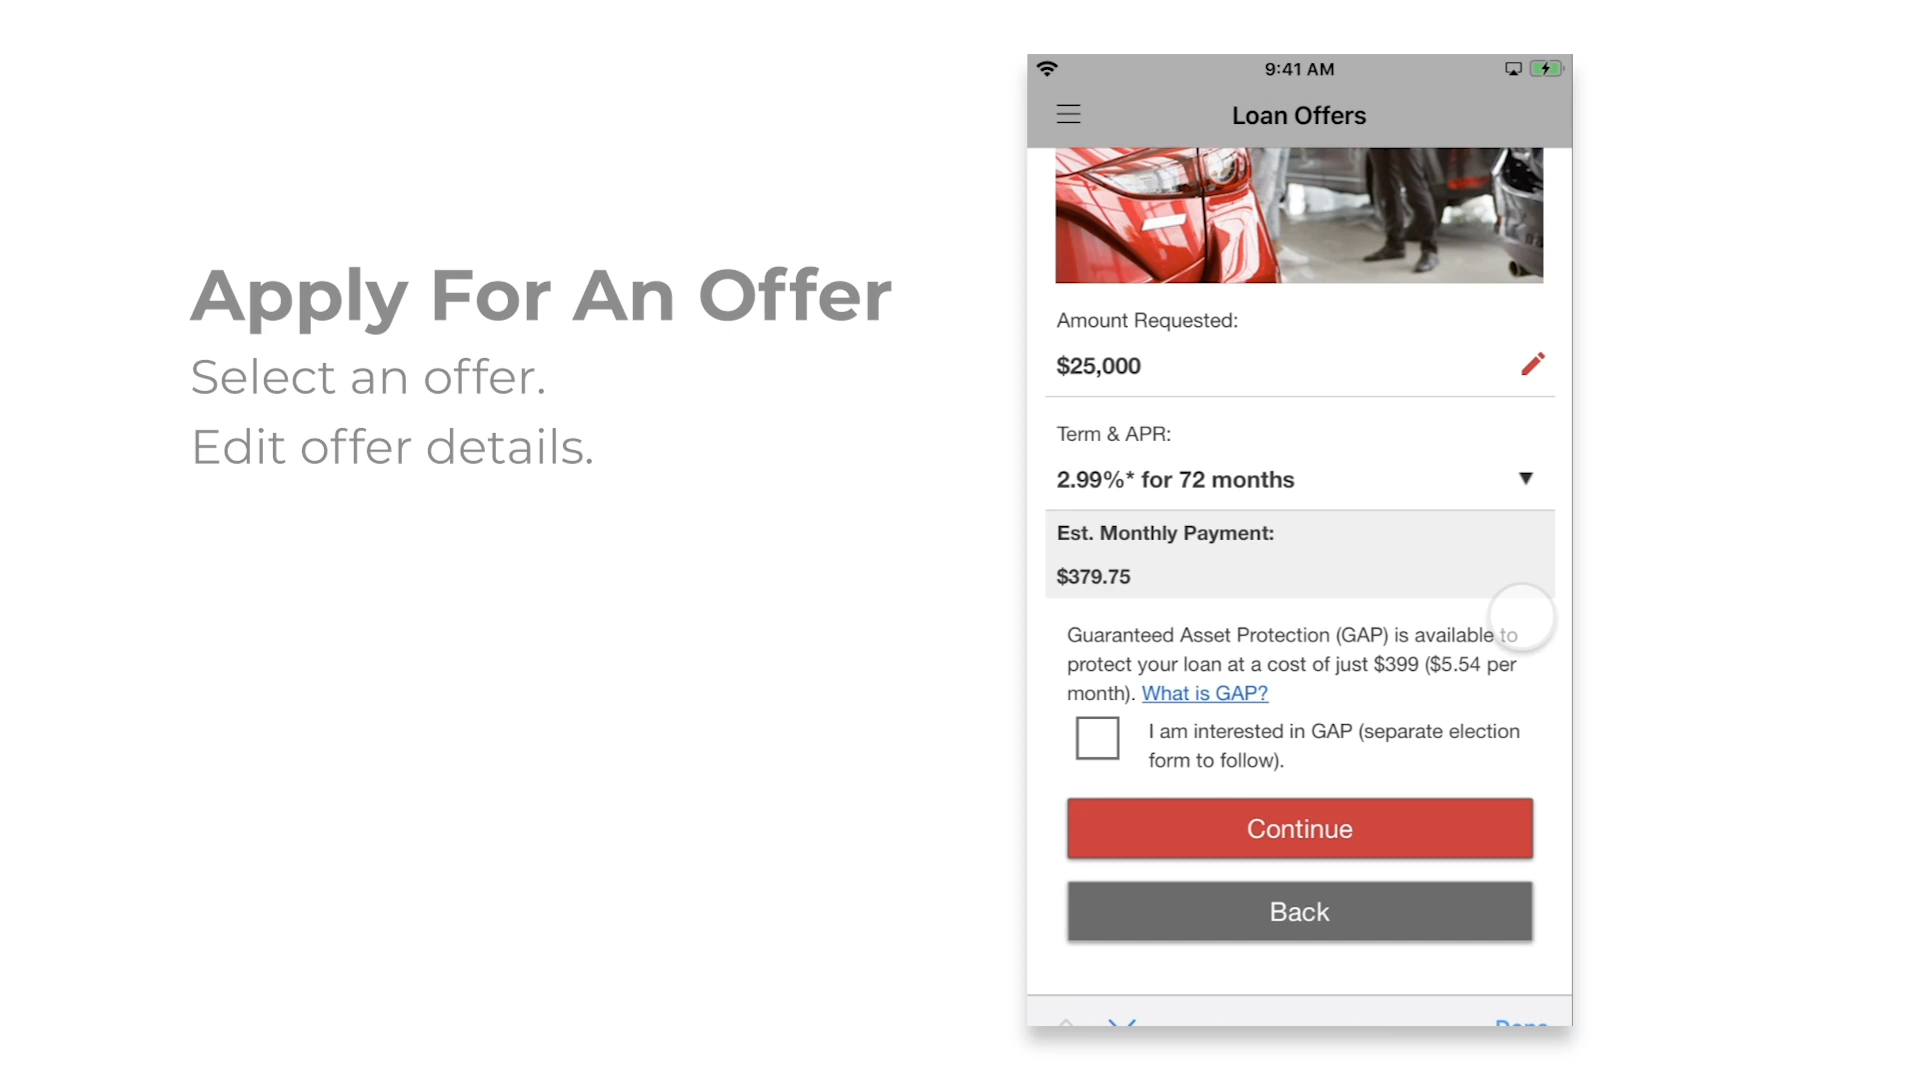 Apply For An Offer
Select an offer.
Edit offer details.
9:41 AM
Loan Offers
Amount Requested:
$25,000
Term & APR:
2.99%* for 72 months
Est. Monthly Payment:
$379.75
Guaranteed Asset Protection (GAP) is available to
protect your loan at a cost of just $399 ($5.54 per
month). What is GAP?
I am interested in GAP (separate election
form to follow).
Continue
Back
Done